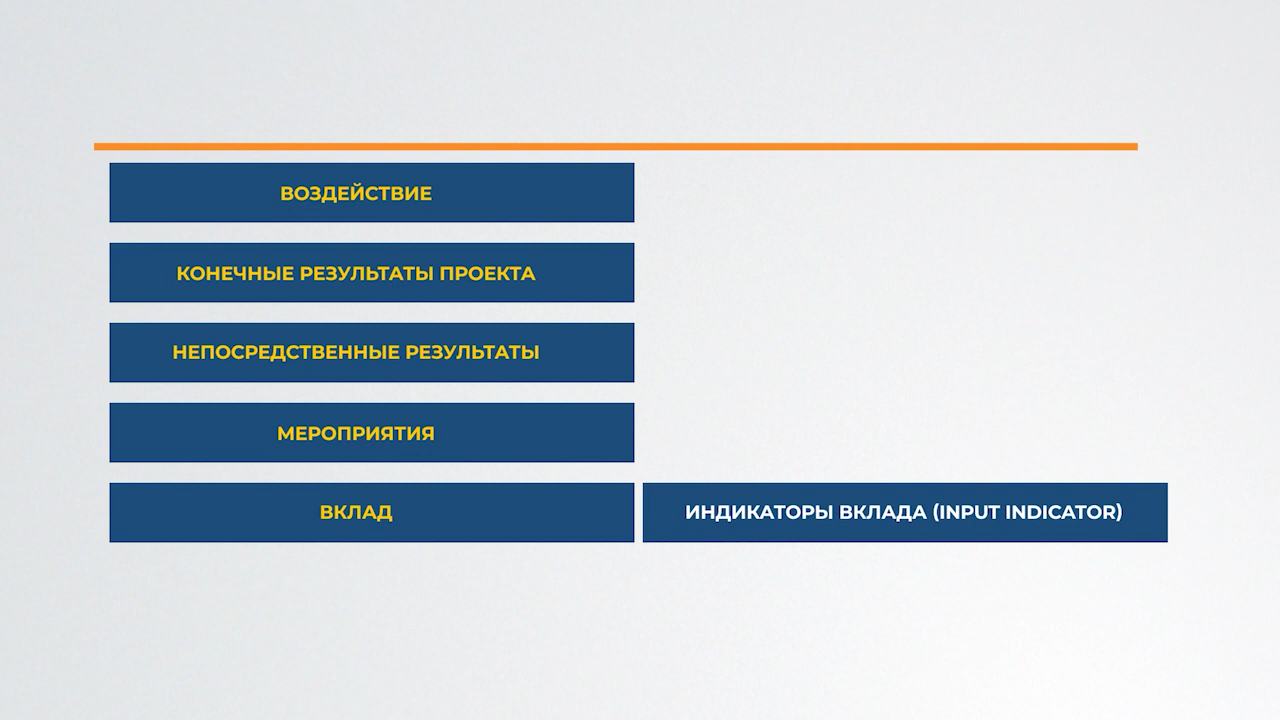 ВОЗДЕЙСТВИЕ
КОНЕЧНЫЕ РЕЗУЛЬТАТЫ ПРОЕКТА
НЕПОСРЕДСТВЕННЫЕ РЕЗУЛЬТАТЫ
МЕРОПРИЯТИЯ
ВКЛАД
ИНДИКАТОРЫ ВКЛАДА (INPUT INDICATOR)